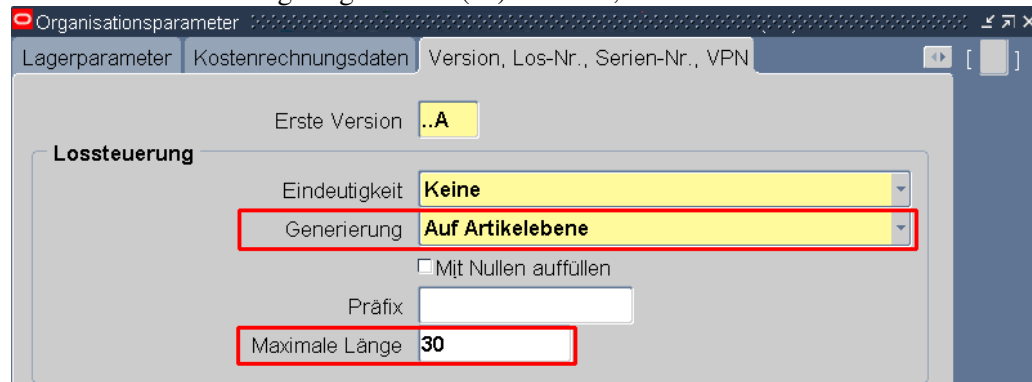 Organisationsparameter
Lagerparameter Kostenrechnungsdaten Version, Los-Nr., Serien-Nr., VPN [ ]
Erste Version ..A
Lossteuerung
Eindeutigkeit Keine
Generierung Auf Artikelebene
Mit Nullen auffüllen
Präfix
Maximale Länge 30